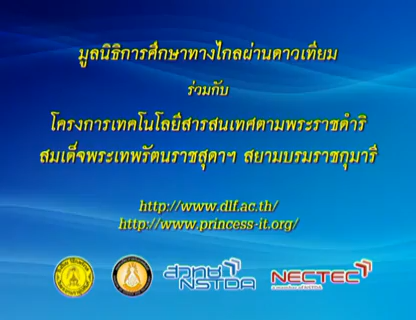 มูลนิธิการศึกษาทางไกลผ่านดาวเทียม
ร่วมกับ
โครงการเทคโนโลยีสารสนเทศตามพระราชดำริ
สมเด็จพระเทพรัตนราชสุดาฯ สยามบรมราชกุมารี
http://www.dlf.ac.th/
http://www.princess-it.org/
สวทช
NSTDA
NECTEC
a member of NSTDA